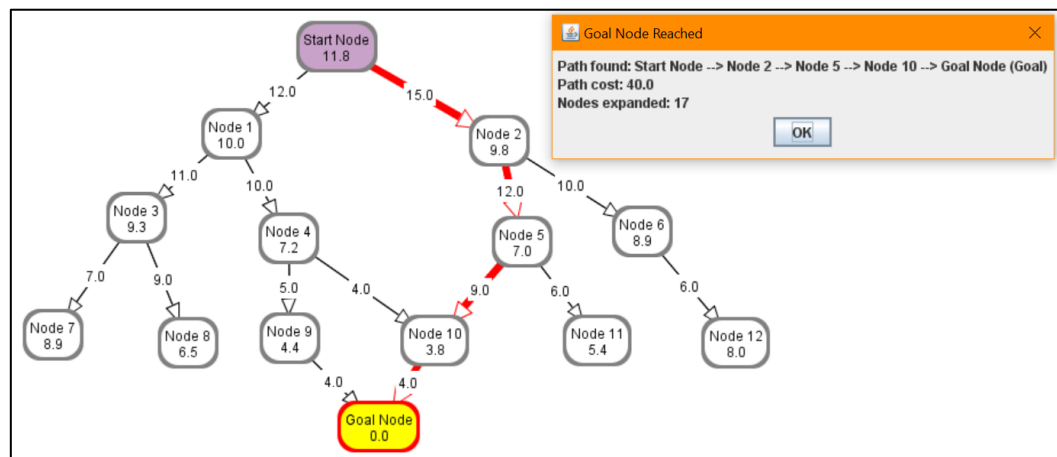 Goal Node Reached
Path found: Start Node --> Node 2 --> Node 5 --> Node 10 --> Goal Node (Goal)
Path cost: 40.0
Nodes expanded: 17
OK
Start Node
11.8
12.0
15.0
Node 1
10.0
Node 2
9.8
11.0
10.0
12.0
10.0
Node 3
9.3
Node 4
7.2
Node 5
7.0
Node 6
8.9
7.0
9.0
5.0
4.0
9.0
6.0
6.0
Node 7
8.9
Node 8
6.5
Node 9
4.4
Node 10
3.8
Node 11
5.4
Node 12
8.0
4.0
4.0
Goal Node
0.0